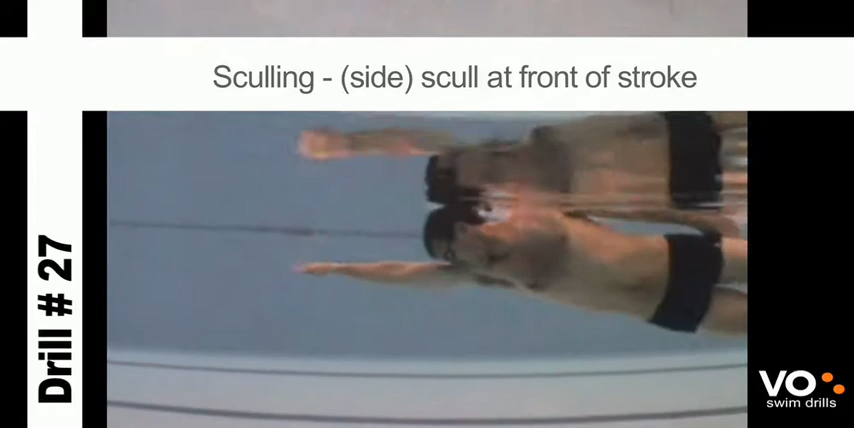 Sculling - (side) scull at front of stroke
Drill # 27
VO
swim drills